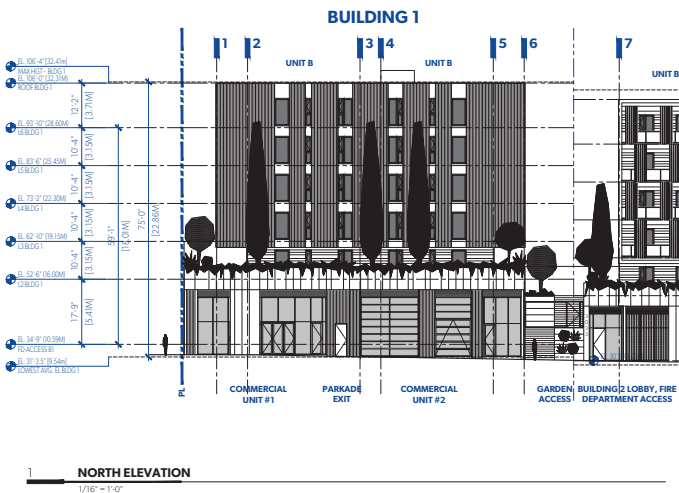 BUILDING 1
1 2 3 4 5 6 7
UNIT B UNIT B UNIT B
EL. 106'-4" [32.41m]
MAX HGT - BLDG 1
EL. 106'-0" [32.31M]
ROOF BLDG 1
12'-2"
[3.71M]
EL. 93'-10" [28.60M]
L6 BLDG 1
10'-4"
[3.15M]
EL. 83'-6" [25.45M]
L5 BLDG 1
10'-4"
[3.15M]
EL. 73'-2" [22.30M]
L4 BLDG 1
10'-4"
[3.15M]
EL. 62'-10" [19.15M]
L3 BLDG 1
10'-4"
[3.15M]
EL. 52'-6" [16.00M]
L2 BLDG 1
17'-9"
[5.41M]
EL. 34'-9" [10.59M]
FD ACCESS B1
EL. 31'-3.5" [9.54m]
LOWEST AVG. EL BLDG 1
59'-1"
[18.01M]
75'-0"
[22.86M]
PL
COMMERCIAL
UNIT #1
PARKADE
EXIT
COMMERCIAL
UNIT #2
GARDEN
ACCESS
BUILDING 2 LOBBY, FIRE
DEPARTMENT ACCESS
1 NORTH ELEVATION
1/16" = 1'-0"